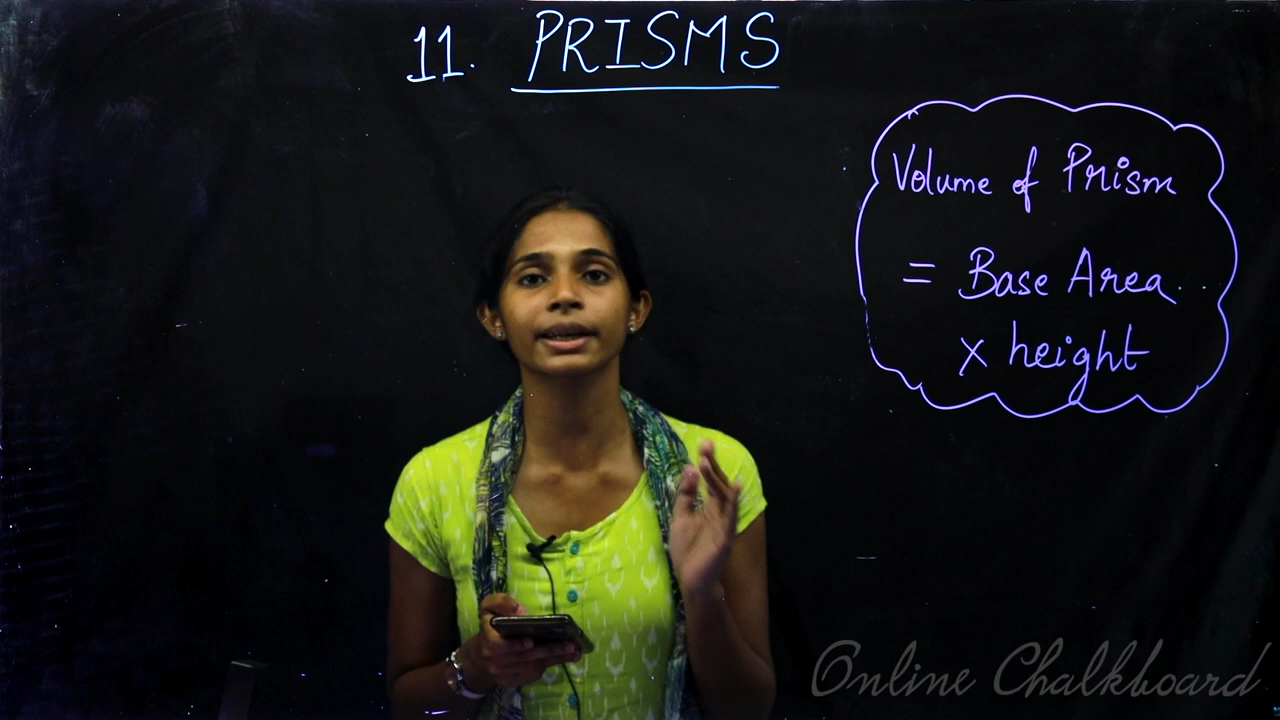 11. PRISMS
Volume of Prism
= Base Area
x height
Online Chalkboard